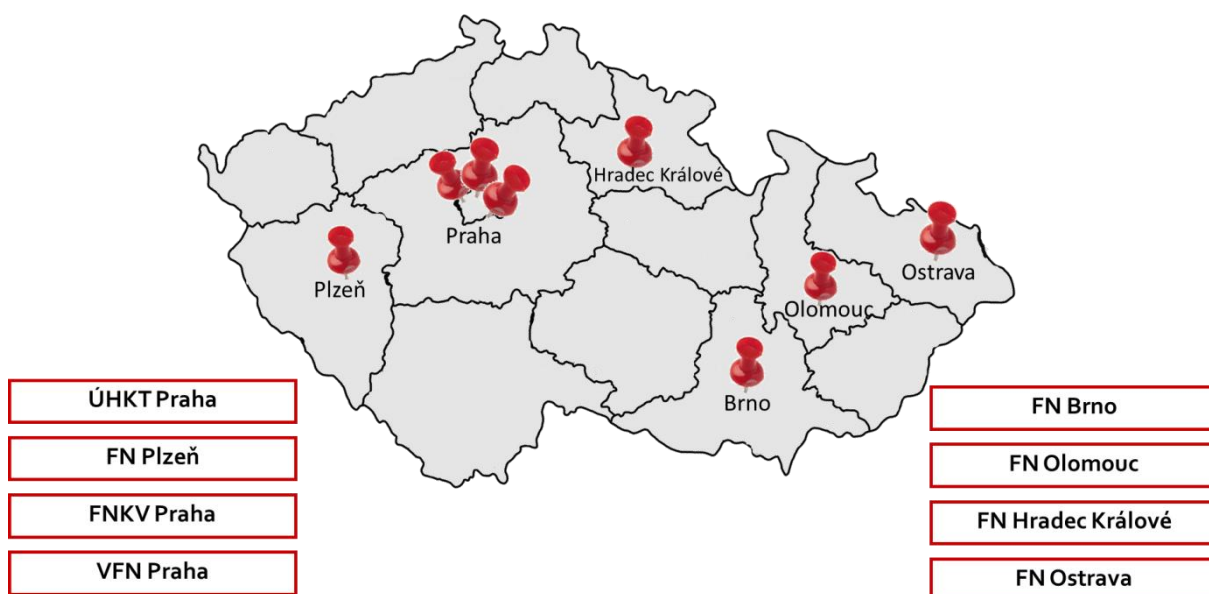 Hradec Králové
Praha
Plzeň
Ostrava
Olomouc
Brno
ÚHKT Praha
FN Plzeň
FNKV Praha
VFN Praha
FN Brno
FN Olomouc
FN Hradec Králové
FN Ostrava